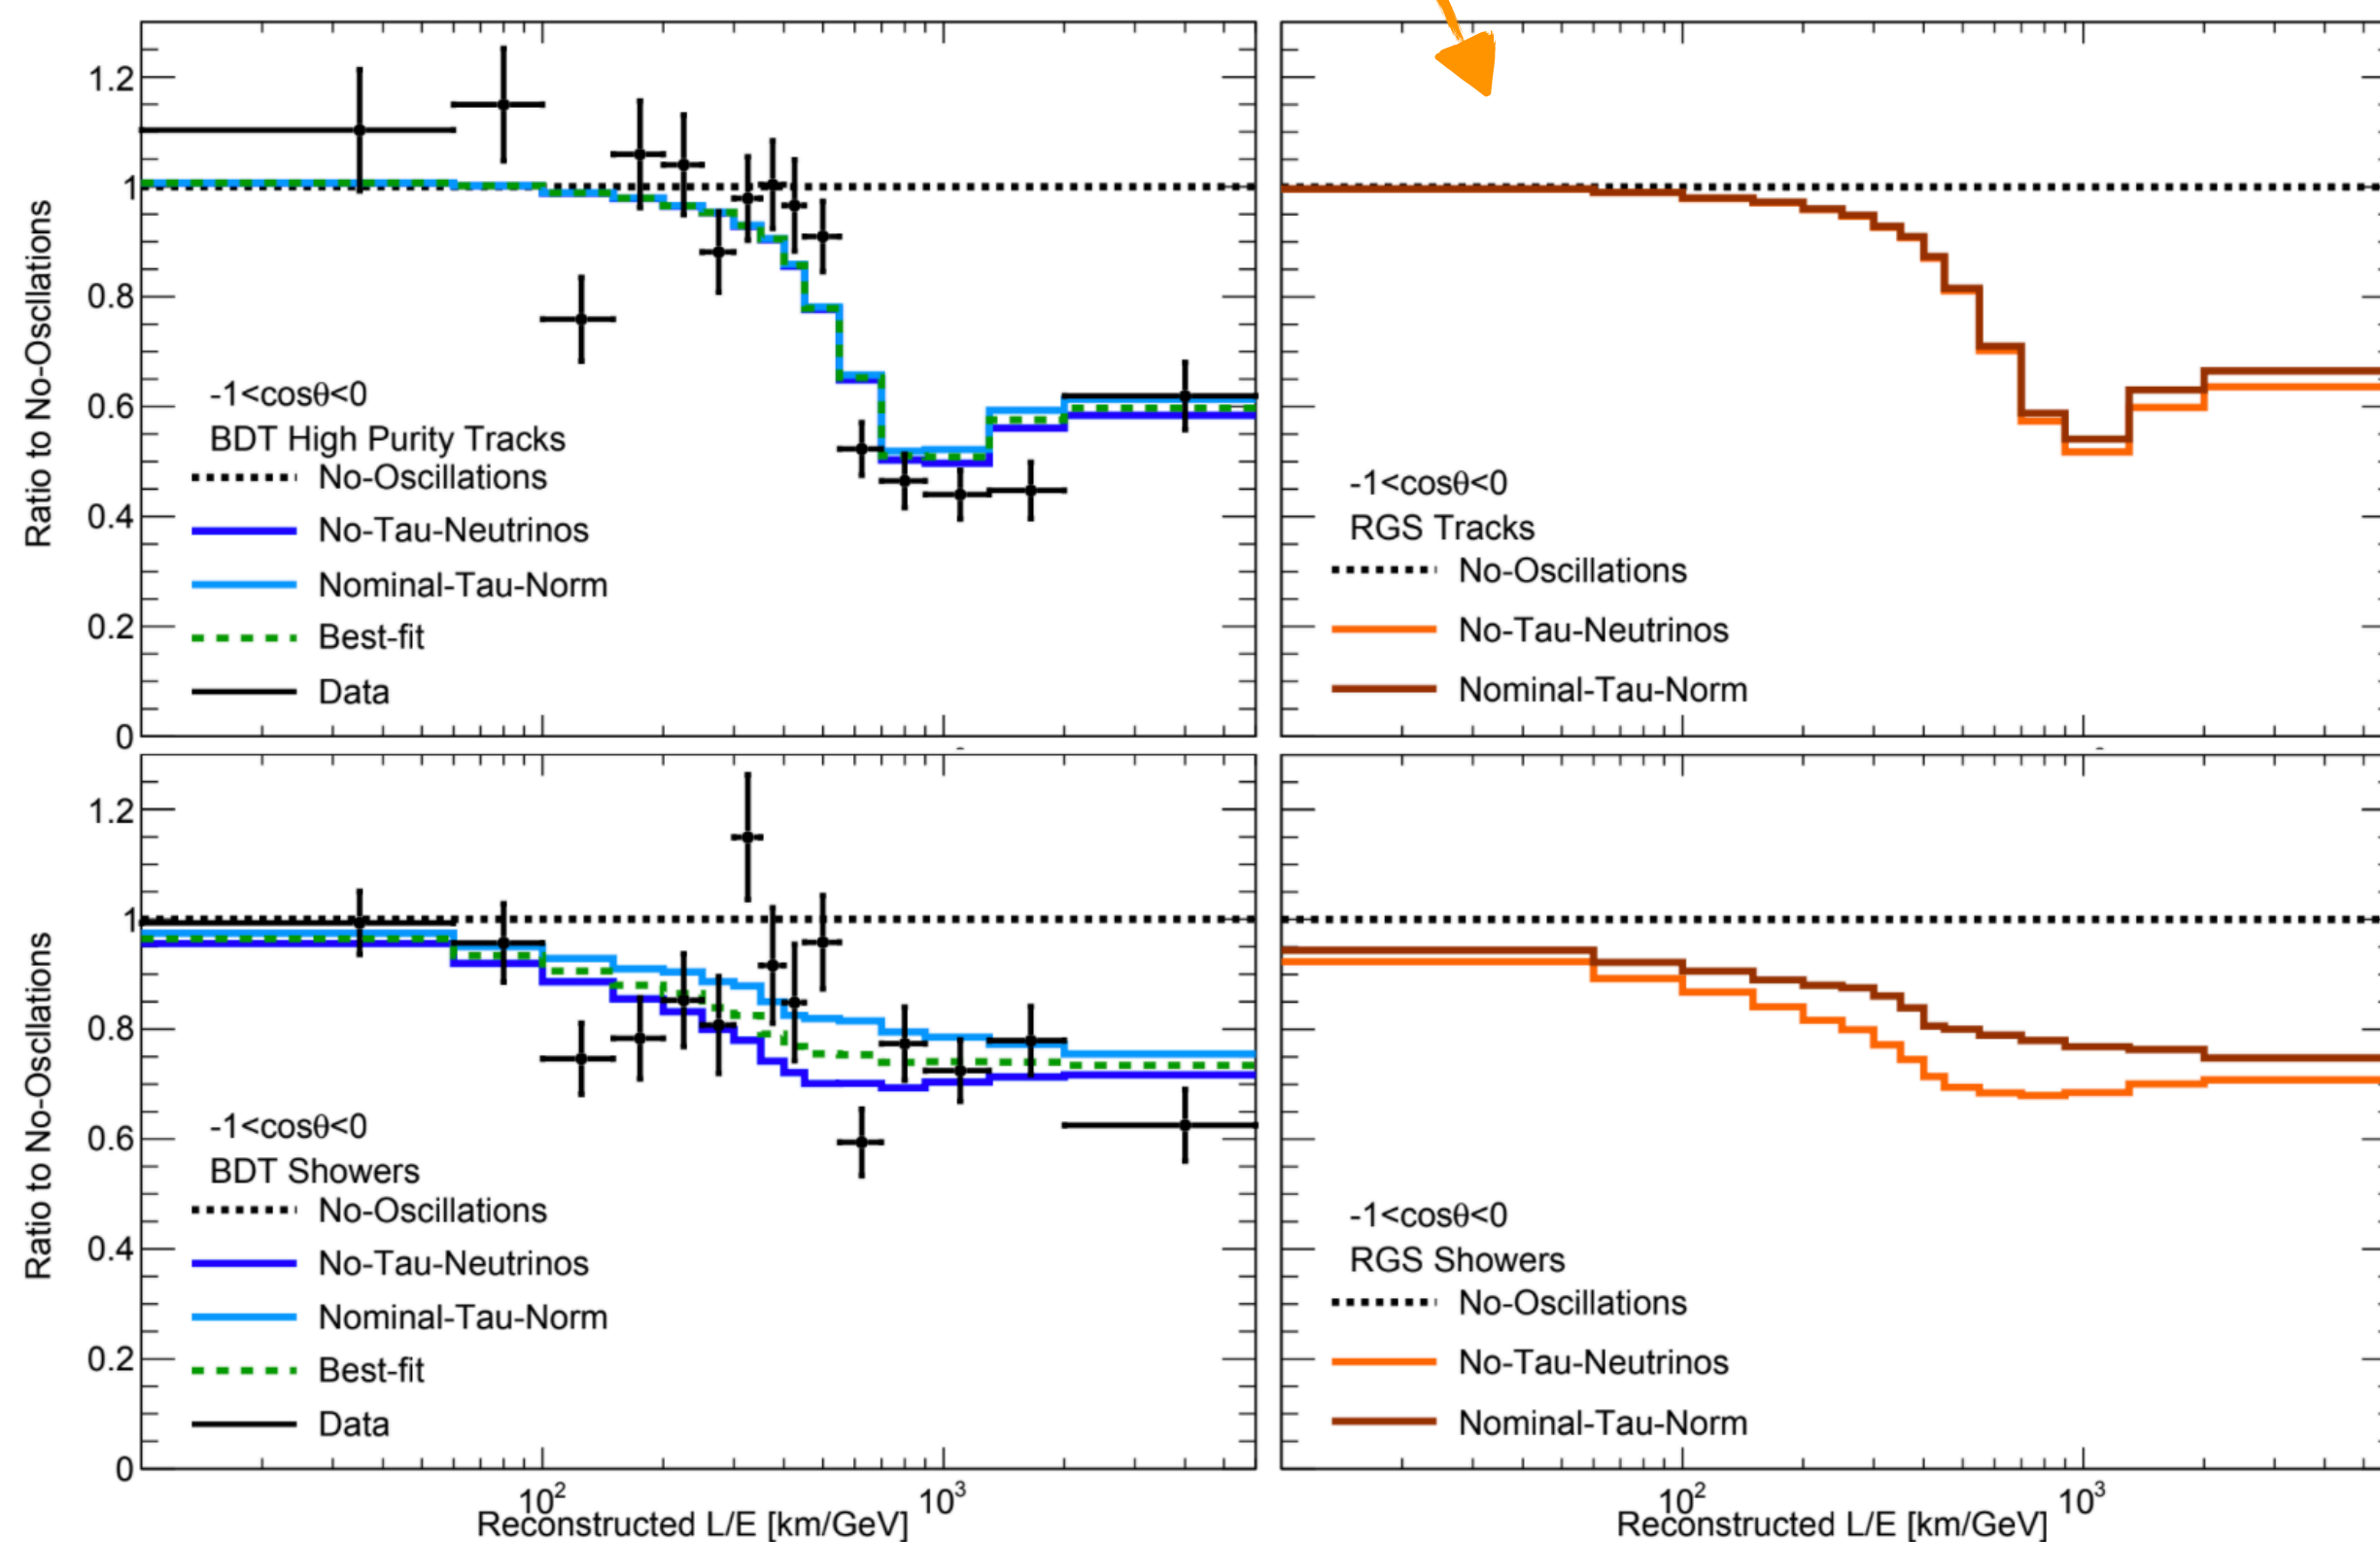 Ratio to No-Oscllations
1.2
1
0.8
0.6
0.4
0.2
0
-1<cosθ<0
BDT High Purity Tracks
No-Oscillations
No-Tau-Neutrinos
Nominal-Tau-Norm
Best-fit
Data
-1<cosθ<0
RGS Tracks
No-Oscillations
No-Tau-Neutrinos
Nominal-Tau-Norm
Ratio to No-Oscllations
1.2
1
0.8
0.6
0.4
0.2
0
-1<cosθ<0
BDT Showers
No-Oscillations
No-Tau-Neutrinos
Nominal-Tau-Norm
Best-fit
Data
10² 10³
Reconstructed L/E [km/GeV]
-1<cosθ<0
RGS Showers
No-Oscillations
No-Tau-Neutrinos
Nominal-Tau-Norm
10² 10³
Reconstructed L/E [km/GeV]